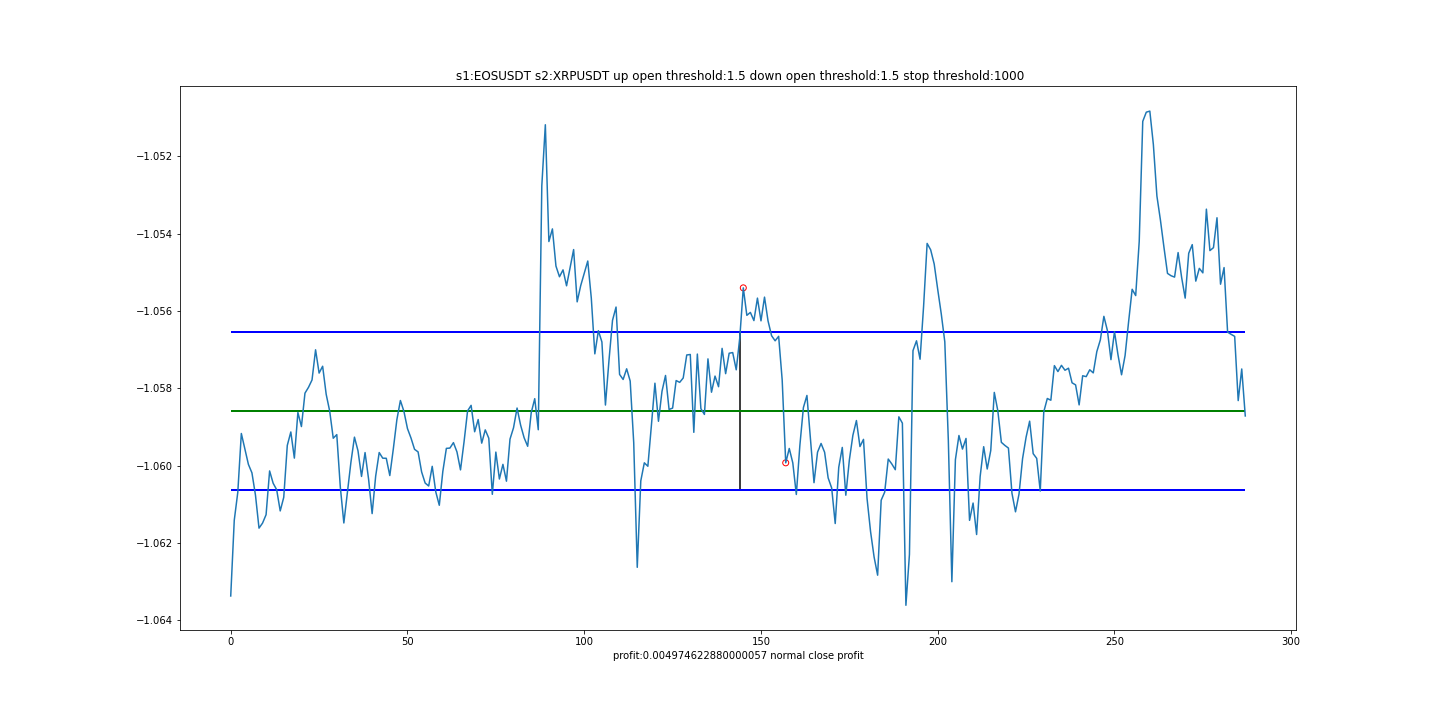 s1:EOSUSDT s2:XRPUSDT up open threshold:1.5 down open threshold:1.5 stop threshold:1000
−1.052
−1.054
−1.056
−1.058
−1.060
−1.062
−1.064
0 50 100 150 200 250 300
profit:0.004974622880000057 normal close profit